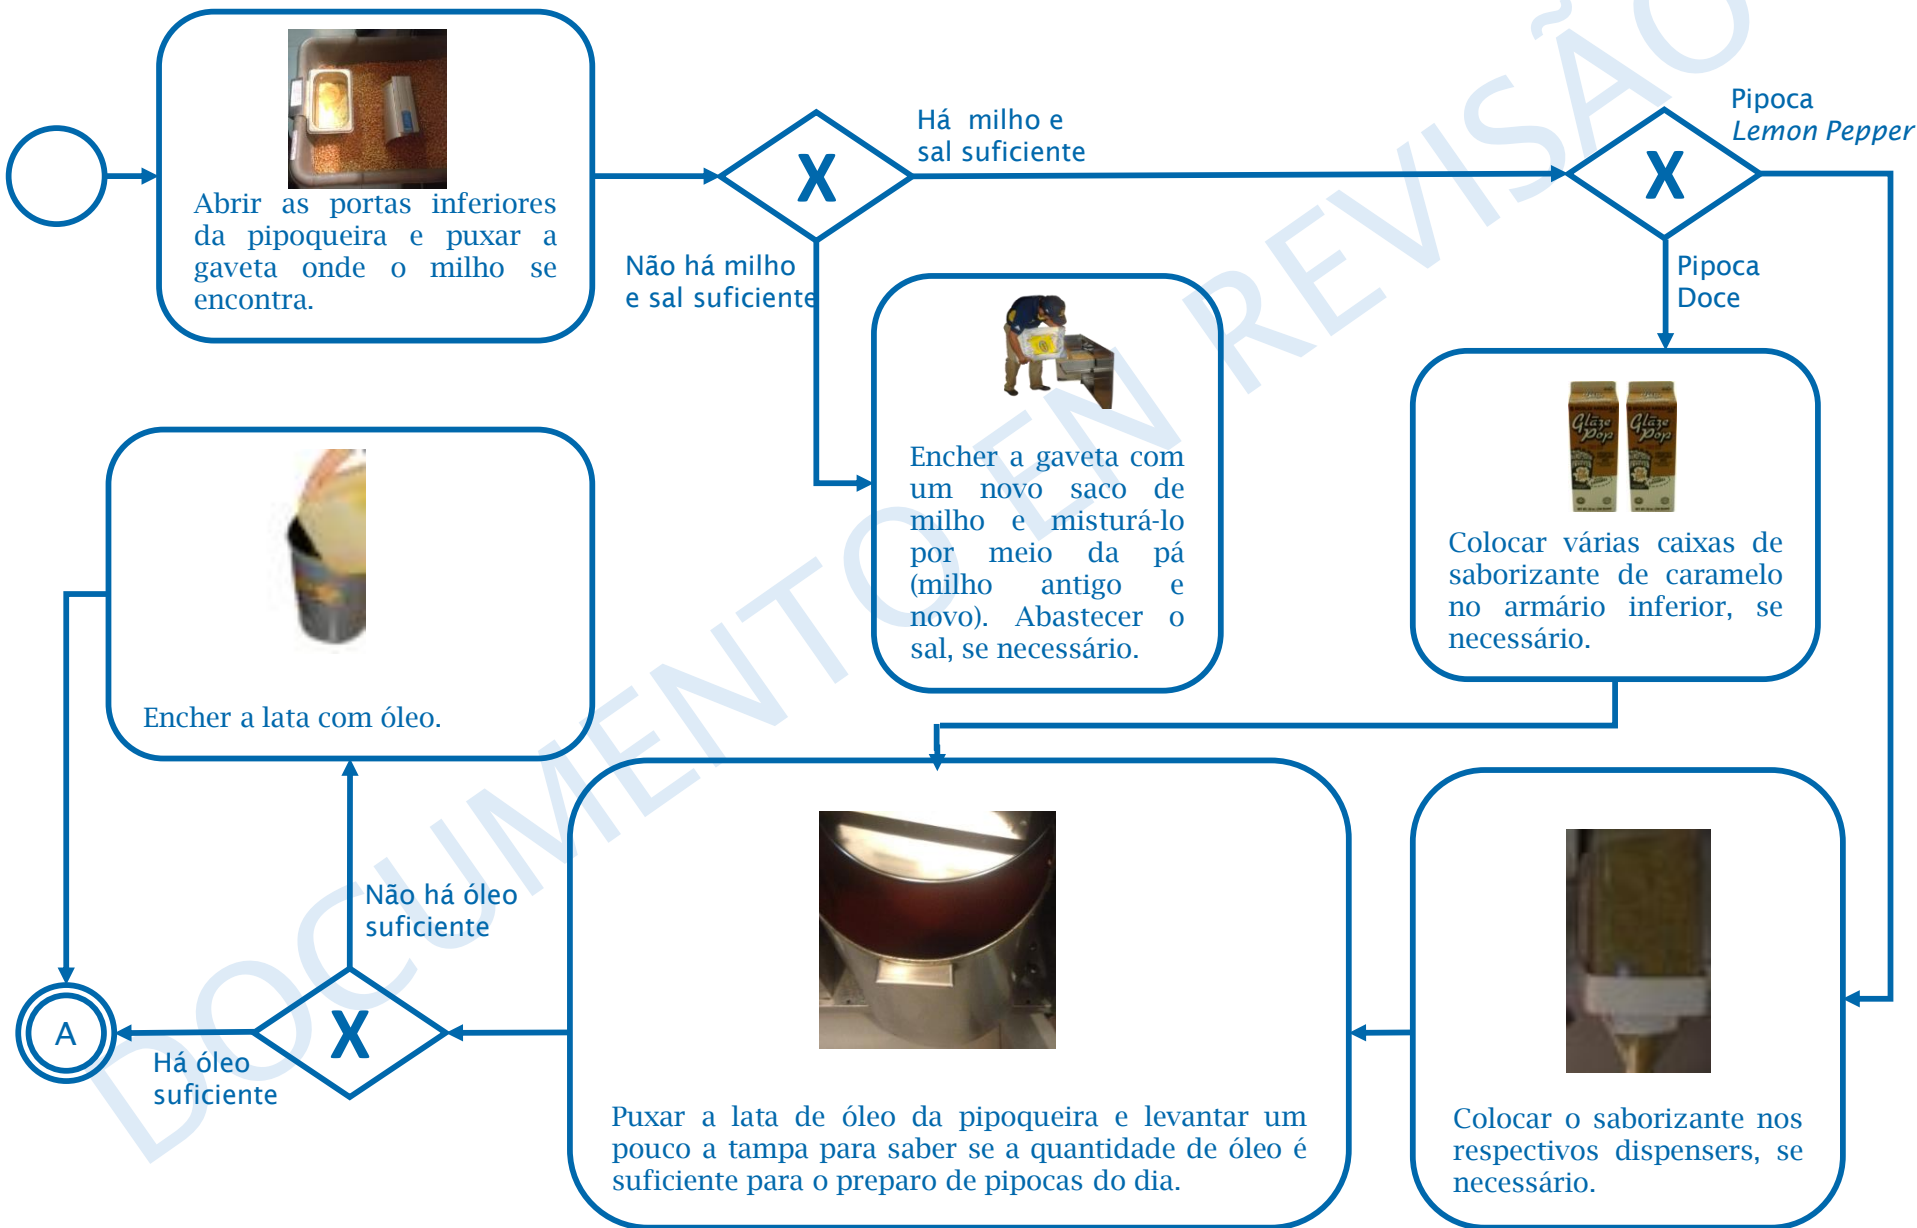 DOCUMENTO EN REVISÃO
Abrir as portas inferiores
da pipoqueira e puxar a
gaveta onde o milho se
encontra.
X
Há milho e
sal suficiente
Não há milho
e sal suficiente
X
Pipoca
Lemon Pepper
Pipoca
Doce
Encher a gaveta com
um novo saco de
milho e misturá-lo
por meio da pá
(milho antigo e
novo). Abastecer o
sal, se necessário.
Glaze
Pop
Glaze
Pop
Colocar várias caixas de
saborizante de caramelo
no armário inferior, se
necessário.
Colocar o saborizante nos
respectivos dispensers, se
necessário.
Puxar a lata de óleo da pipoqueira e levantar um
pouco a tampa para saber se a quantidade de óleo é
suficiente para o preparo de pipocas do dia.
X
Não há óleo
suficiente
Encher a lata com óleo.
Há óleo
suficiente
A